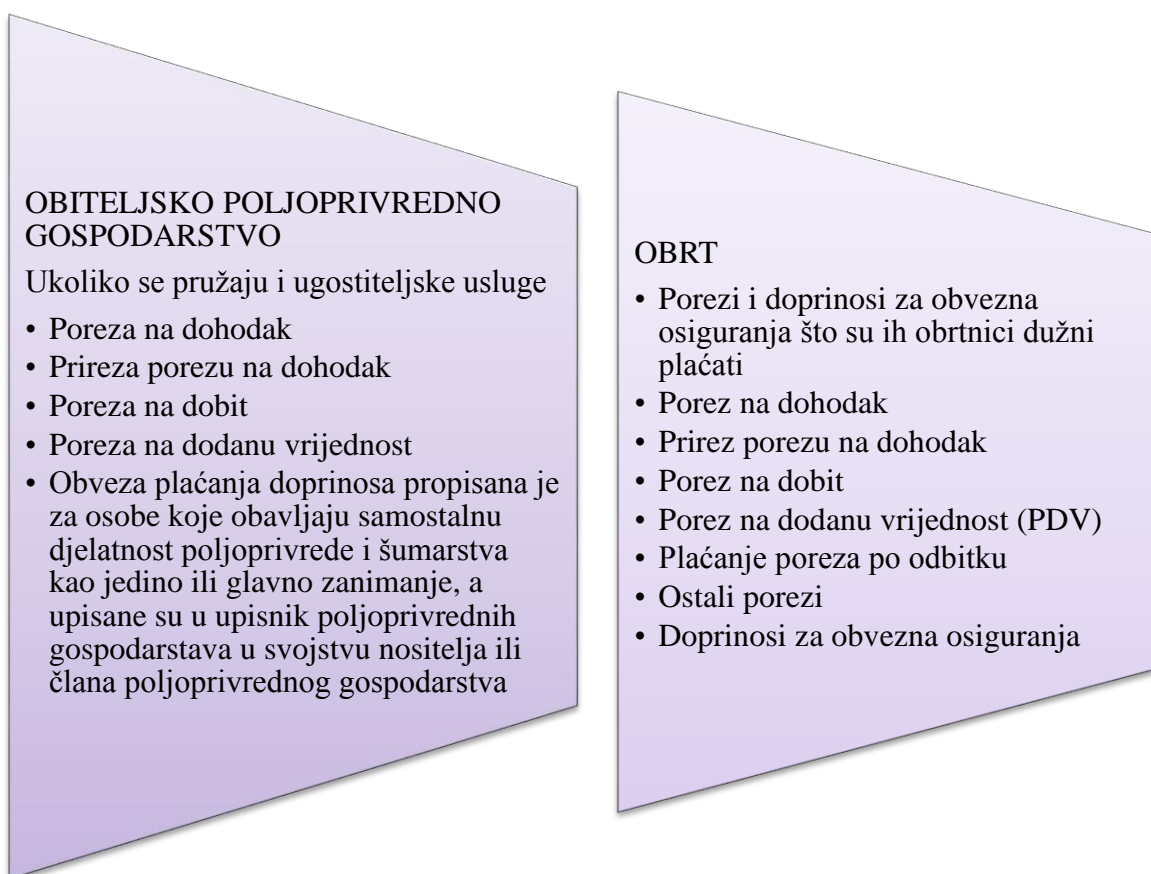 OBITELJSKO POLJOPRIVREDNO
GOSPODARSTVO
Ukoliko se pružaju i ugostiteljske usluge
• Poreza na dohodak
• Prireza porezu na dohodak
• Poreza na dobit
• Poreza na dodanu vrijednost
• Obveza plaćanja doprinosa propisana je
za osobe koje obavljaju samostalnu
djelatnost poljoprivrede i šumarstva
kao jedino ili glavno zanimanje, a
upisane su u upisnik poljoprivrednih
gospodarstava u svojstvu nositelja ili
člana poljoprivrednog gospodarstva
OBRT
• Porezi i doprinosi za obvezna
osiguranja što su ih obrtnici dužni
plaćati
• Porez na dohodak
• Prirez porezu na dohodak
• Porez na dobit
• Porez na dodanu vrijednost (PDV)
• Plaćanje poreza po odbitku
• Ostali porezi
• Doprinosi za obvezna osiguranja